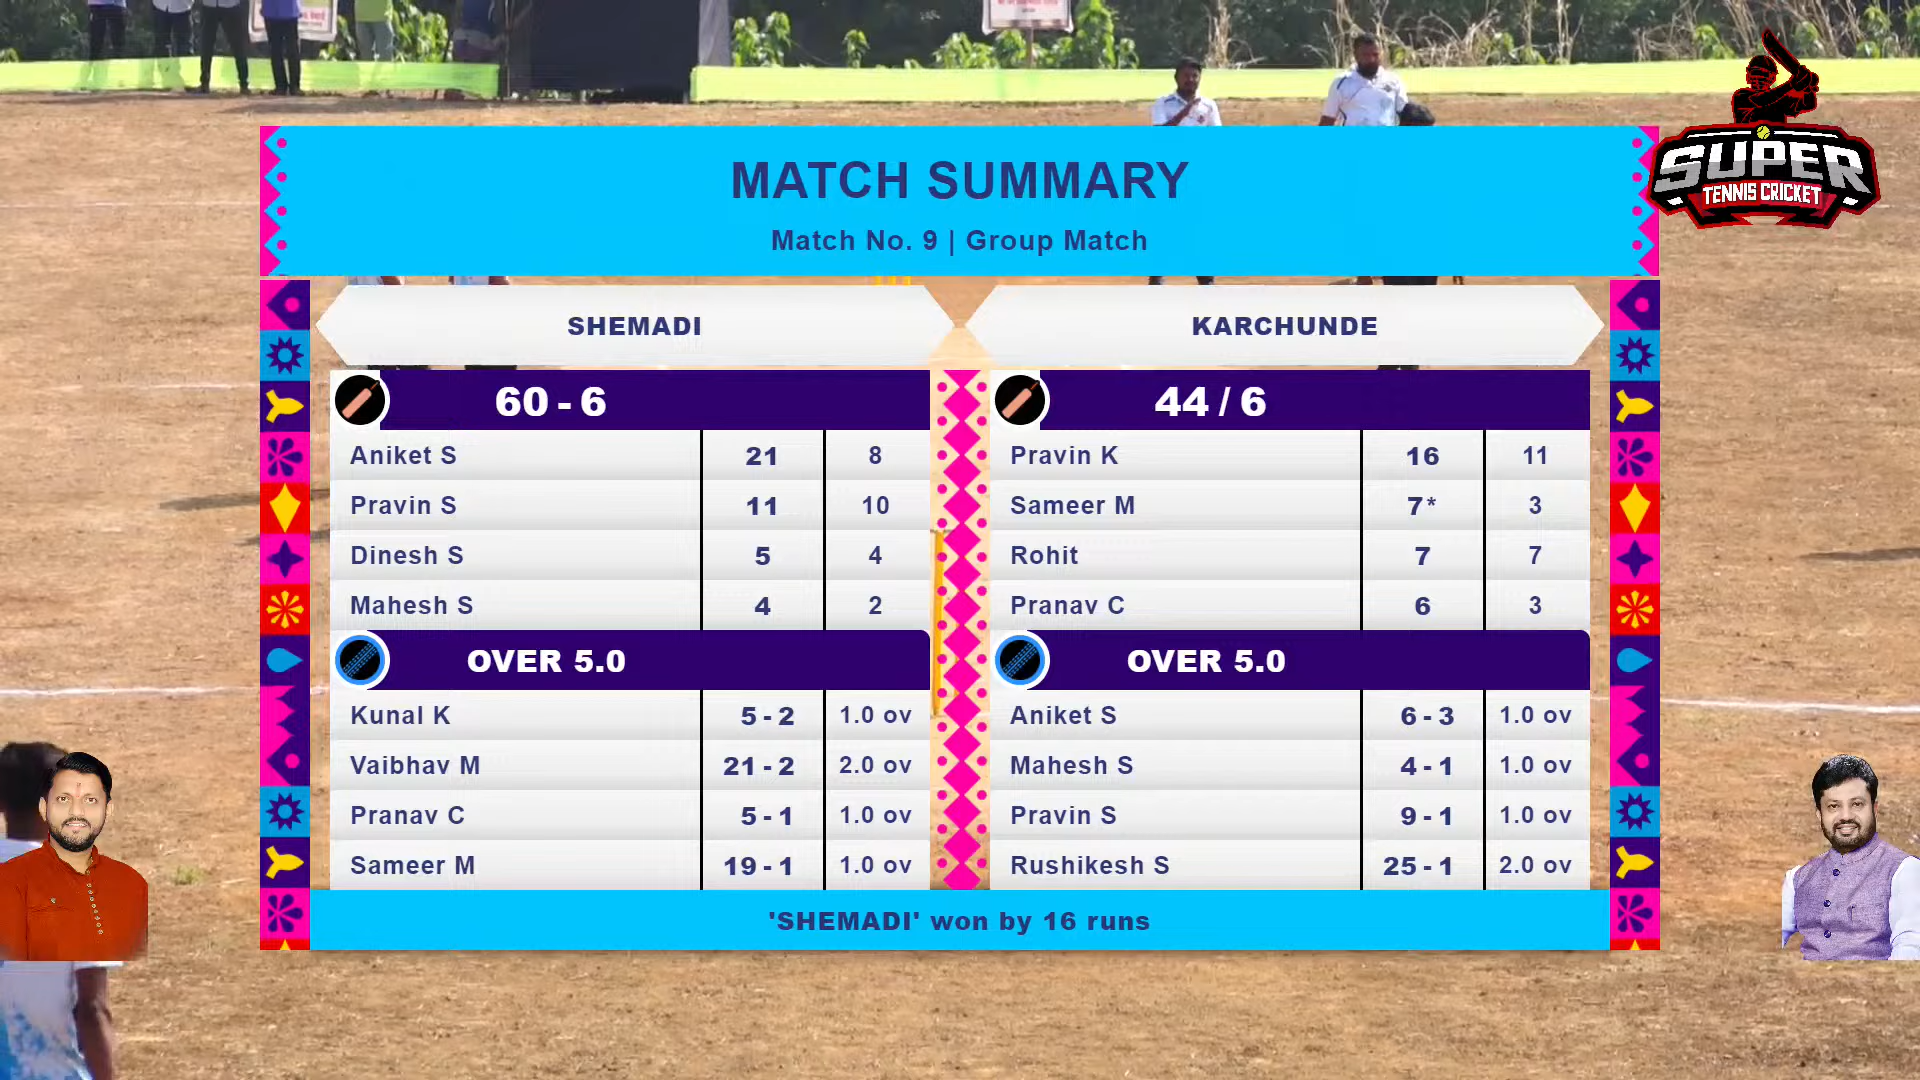 SUPER
TENNIS CRICKET
MATCH SUMMARY
Match No. 9 | Group Match
SHEMADI
60 - 6
Aniket S 21 8
Pravin S 11 10
Dinesh S 5 4
Mahesh S 4 2
OVER 5.0
Kunal K 5 - 2 1.0 ov
Vaibhav M 21 - 2 2.0 ov
Pranav C 5 - 1 1.0 ov
Sameer M 19 - 1 1.0 ov
KARCHUNDE
44 / 6
Pravin K 16 11
Sameer M 7* 3
Rohit 7 7
Pranav C 6 3
OVER 5.0
Aniket S 6 - 3 1.0 ov
Mahesh S 4 - 1 1.0 ov
Pravin S 9 - 1 1.0 ov
Rushikesh S 25 - 1 2.0 ov
'SHEMADI' won by 16 runs